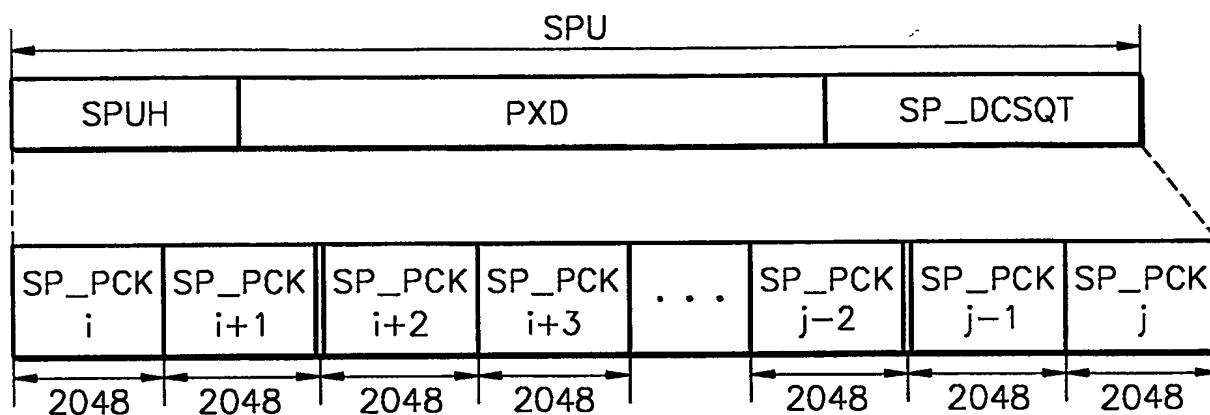 SPU
SPUH PXD SP_DCSQT
SP_PCK SP_PCK SP_PCK SP_PCK ... SP_PCK SP_PCK SP_PCK
i i+1 i+2 i+3 j-2 j-1 j
2048 2048 2048 2048 2048 2048 2048